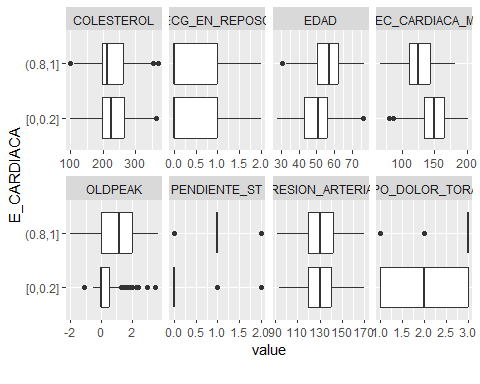 COLESTEROL
ECG_EN_REPOSO
EDAD
EC_CARDIACA_M
(0.8,1]
[0,0.2]
100 200 300
0.0 0.5 1.0 1.5 2.0
30 40 50 60 70
100 150 200
E_CARDIACA
OLDPEAK
PENDIENTE_ST
RESION_ARTERIA
PO_DOLOR_TORA
(0.8,1]
[0,0.2]
-2 0 2
0.0 0.5 1.0 1.5 2.0
90 110 130 150 170
1.0 1.5 2.0 2.5 3.0
value